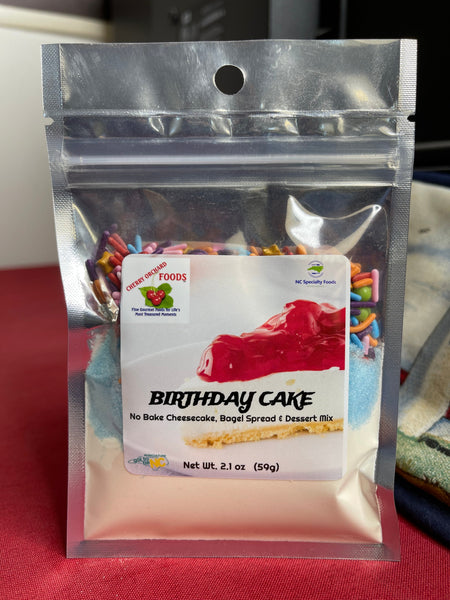 CHERRY ORCHARD
FOODS
Fine Gourmet Foods for Life's
Most Treasured Moments
NC Specialty Foods
BIRTHDAY CAKE
No Bake Cheesecake, Bagel Spread & Dessert Mix
Net Wt. 2.1 oz (59g)